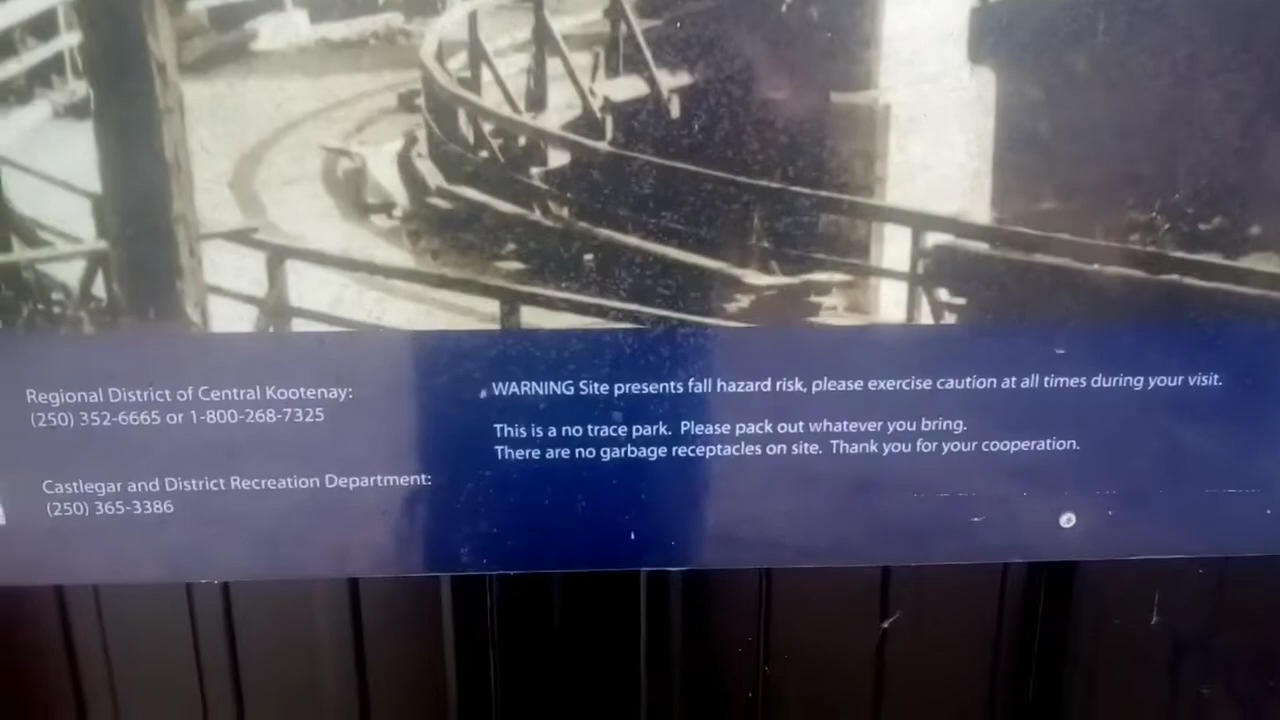 Regional District of Central Kootenay:
(250) 352-6665 or 1-800-268-7325
Castlegar and District Recreation Department:
(250) 365-3386
WARNING Site presents fall hazard risk, please exercise caution at all times during your visit.
This is a no trace park. Please pack out whatever you bring.
There are no garbage receptacles on site. Thank you for your cooperation.